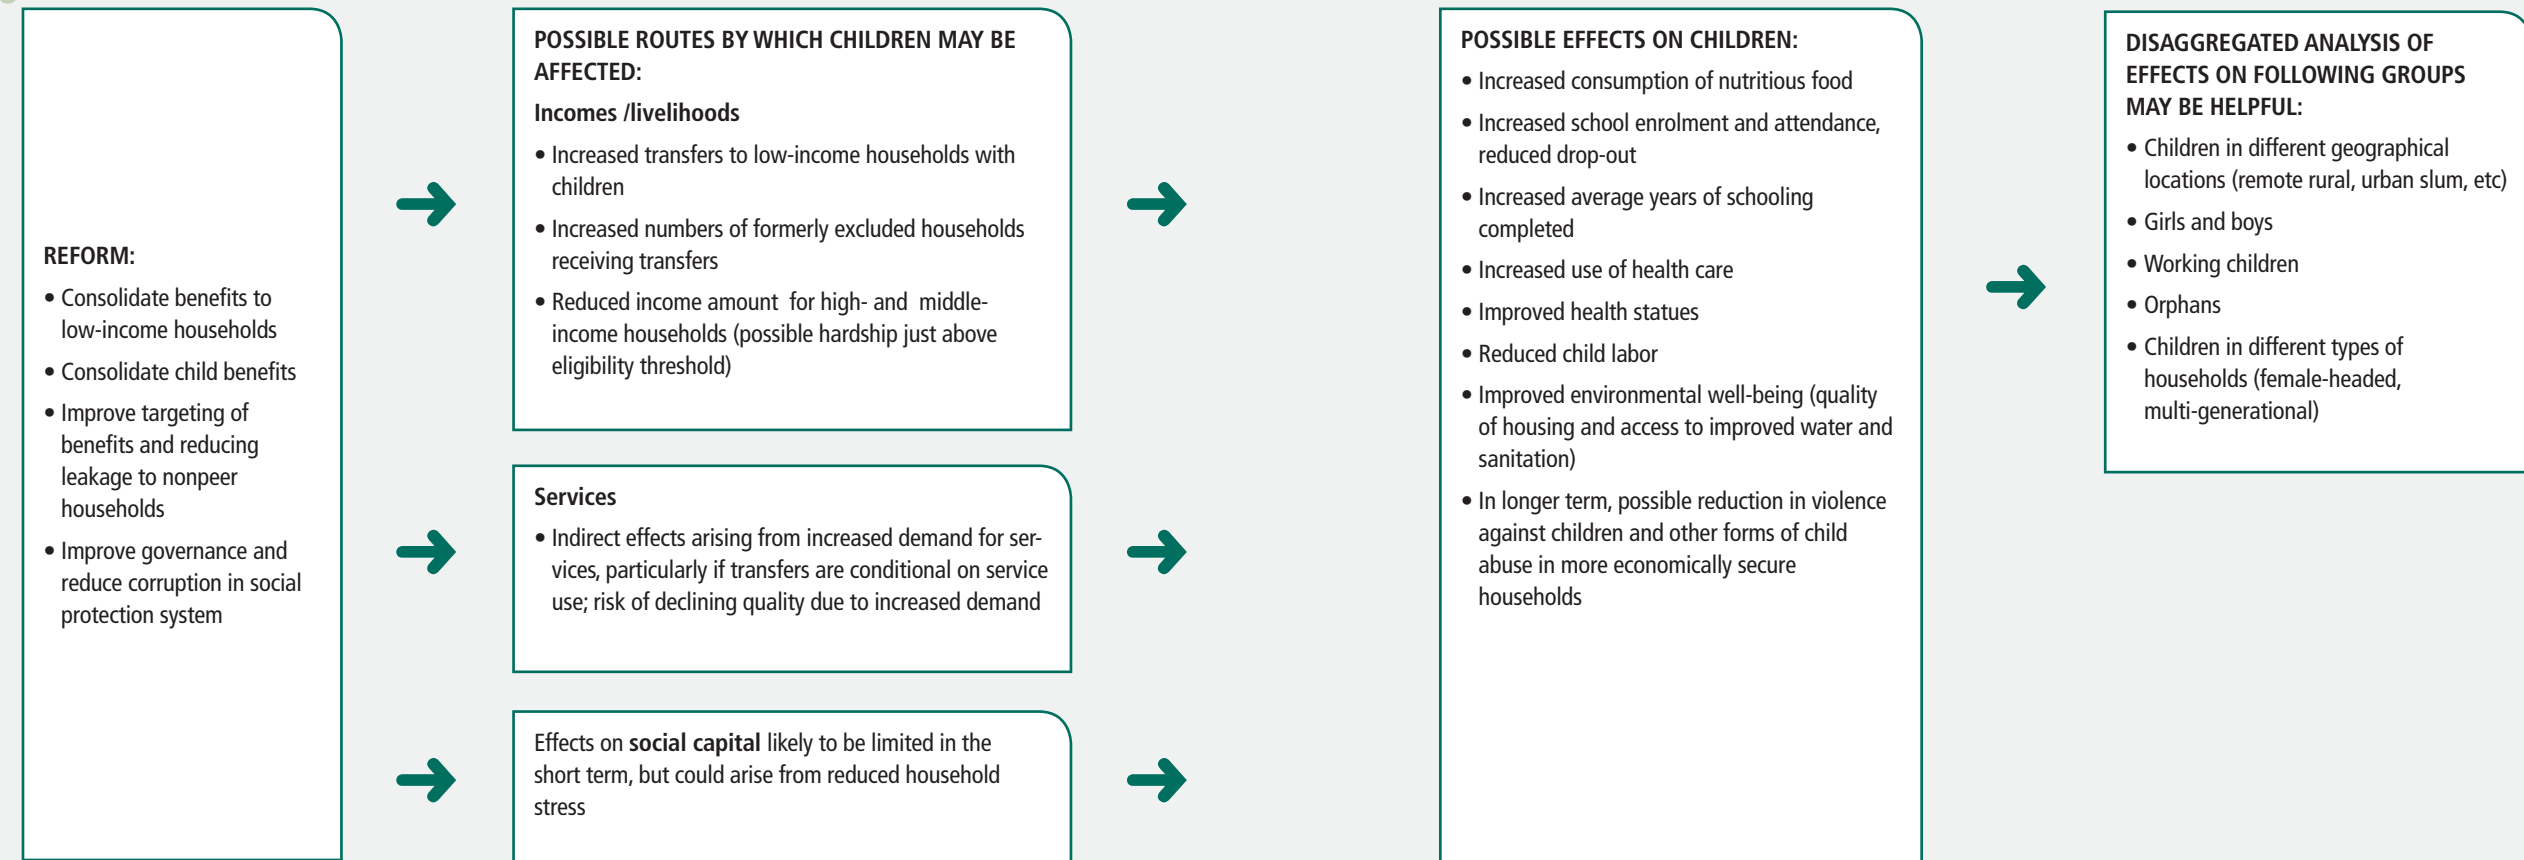 REFORM:
• Consolidate benefits to
low-income households
• Consolidate child benefits
• Improve targeting of
benefits and reducing
leakage to nonpeer
households
• Improve governance and
reduce corruption in social
protection system
POSSIBLE ROUTES BY WHICH CHILDREN MAY BE
AFFECTED:
Incomes /livelihoods
• Increased transfers to low-income households with
children
• Increased numbers of formerly excluded households
receiving transfers
• Reduced income amount for high- and middle-
income households (possible hardship just above
eligibility threshold)
Services
• Indirect effects arising from increased demand for ser-
vices, particularly if transfers are conditional on service
use; risk of declining quality due to increased demand
Effects on social capital likely to be limited in the
short term, but could arise from reduced household
stress
POSSIBLE EFFECTS ON CHILDREN:
• Increased consumption of nutritious food
• Increased school enrolment and attendance,
reduced drop-out
• Increased average years of schooling
completed
• Increased use of health care
• Improved health statues
• Reduced child labor
• Improved environmental well-being (quality
of housing and access to improved water and
sanitation)
• In longer term, possible reduction in violence
against children and other forms of child
abuse in more economically secure
households
DISAGGREGATED ANALYSIS OF
EFFECTS ON FOLLOWING GROUPS
MAY BE HELPFUL:
• Children in different geographical
locations (remote rural, urban slum, etc)
• Girls and boys
• Working children
• Orphans
• Children in different types of
households (female-headed,
multi-generational)